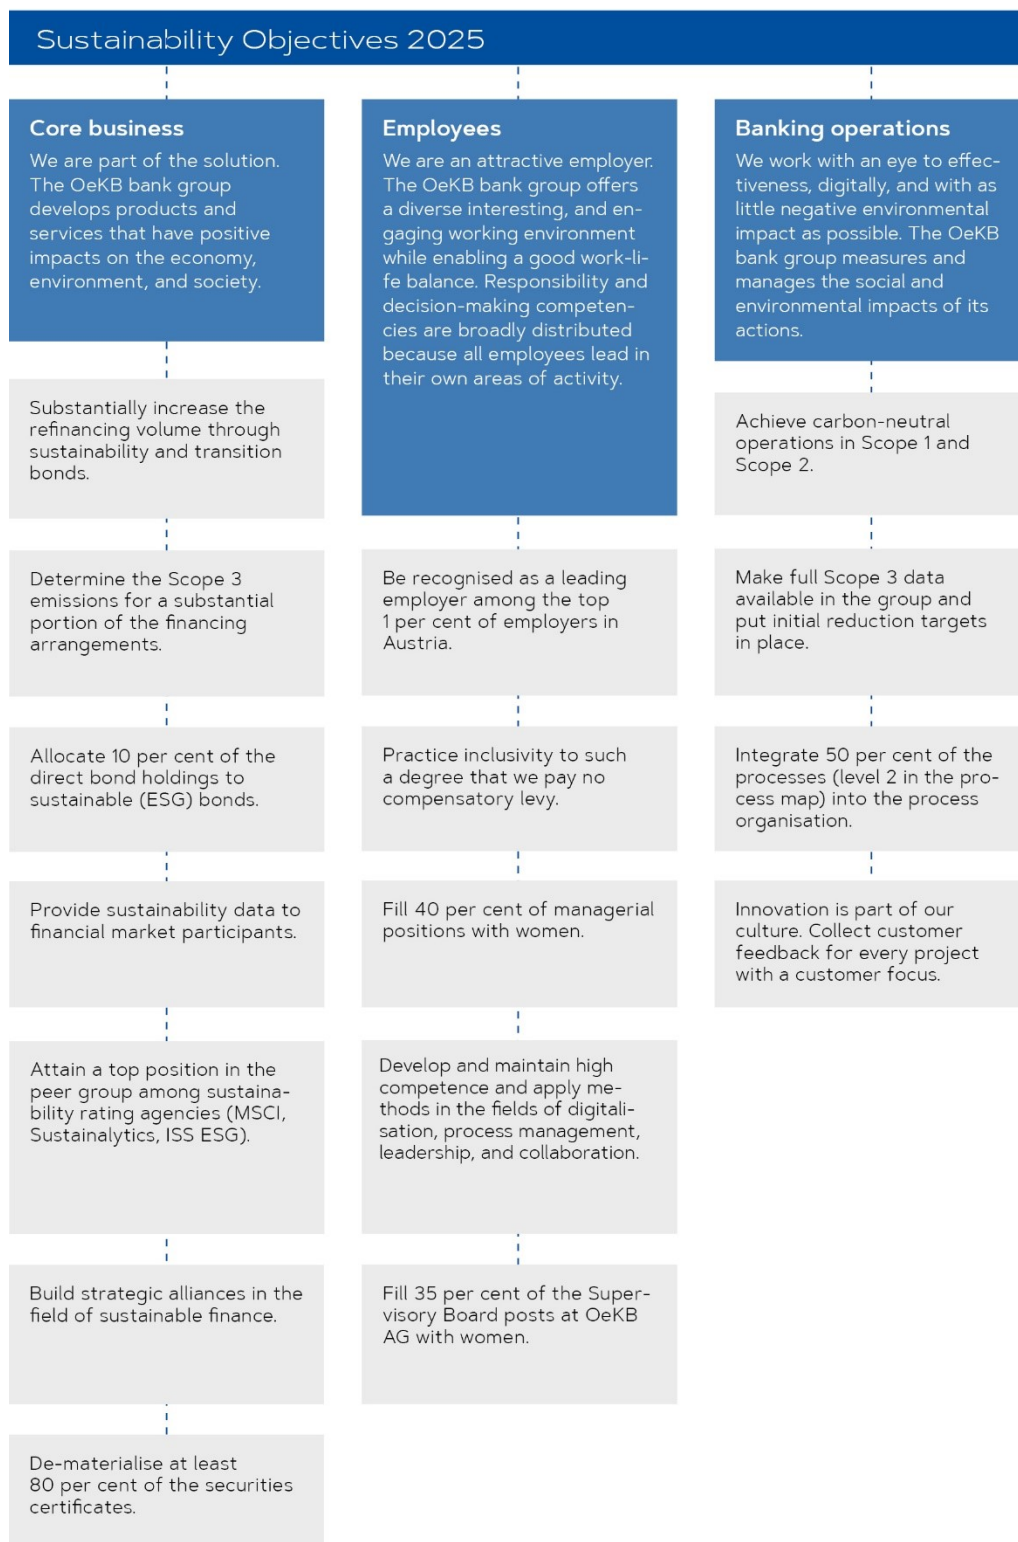 Sustainability Objectives 2025
Core business
We are part of the solution.
The OeKB bank group
develops products and
services that have positive
impacts on the economy,
environment, and society.
Substantially increase the
refinancing volume through
sustainability and transition
bonds.
Determine the Scope 3
emissions for a substantial
portion of the financing
arrangements.
Allocate 10 per cent of the
direct bond holdings to
sustainable (ESG) bonds.
Provide sustainability data to
financial market participants.
Attain a top position in the
peer group among sustaina-
bility rating agencies (MSCI,
Sustainalytics, ISS ESG).
Build strategic alliances in the
field of sustainable finance.
De-materialise at least
80 per cent of the securities
certificates.
Employees
We are an attractive employer.
The OeKB bank group offers
a diverse interesting, and en-
gaging working environment
while enabling a good work-li-
fe balance. Responsibility and
decision-making competen-
cies are broadly distributed
because all employees lead in
their own areas of activity.
Be recognised as a leading
employer among the top
1 per cent of employers in
Austria.
Practice inclusivity to such
a degree that we pay no
compensatory levy.
Fill 40 per cent of managerial
positions with women.
Develop and maintain high
competence and apply me-
thods in the fields of digitali-
sation, process management,
leadership, and collaboration.
Fill 35 per cent of the Super-
visory Board posts at OeKB
AG with women.
Banking operations
We work with an eye to effec-
tiveness, digitally, and with as
little negative environmental
impact as possible. The OeKB
bank group measures and
manages the social and
environmental impacts of its
actions.
Achieve carbon-neutral
operations in Scope 1 and
Scope 2.
Make full Scope 3 data
available in the group and
put initial reduction targets
in place.
Integrate 50 per cent of the
processes (level 2 in the pro-
cess map) into the process
organisation.
Innovation is part of our
culture. Collect customer
feedback for every project
with a customer focus.